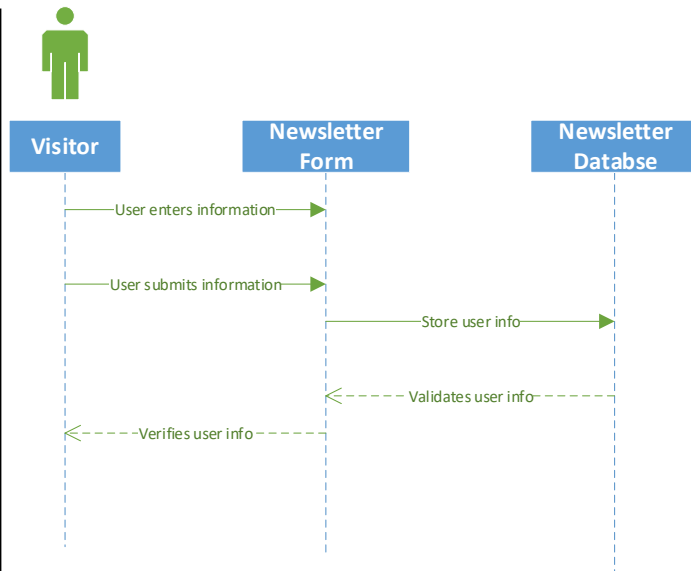 Visitor
Newsletter
Form
Newsletter
Databse
User enters information
User submits information
Store user info
Validates user info
Verifies user info